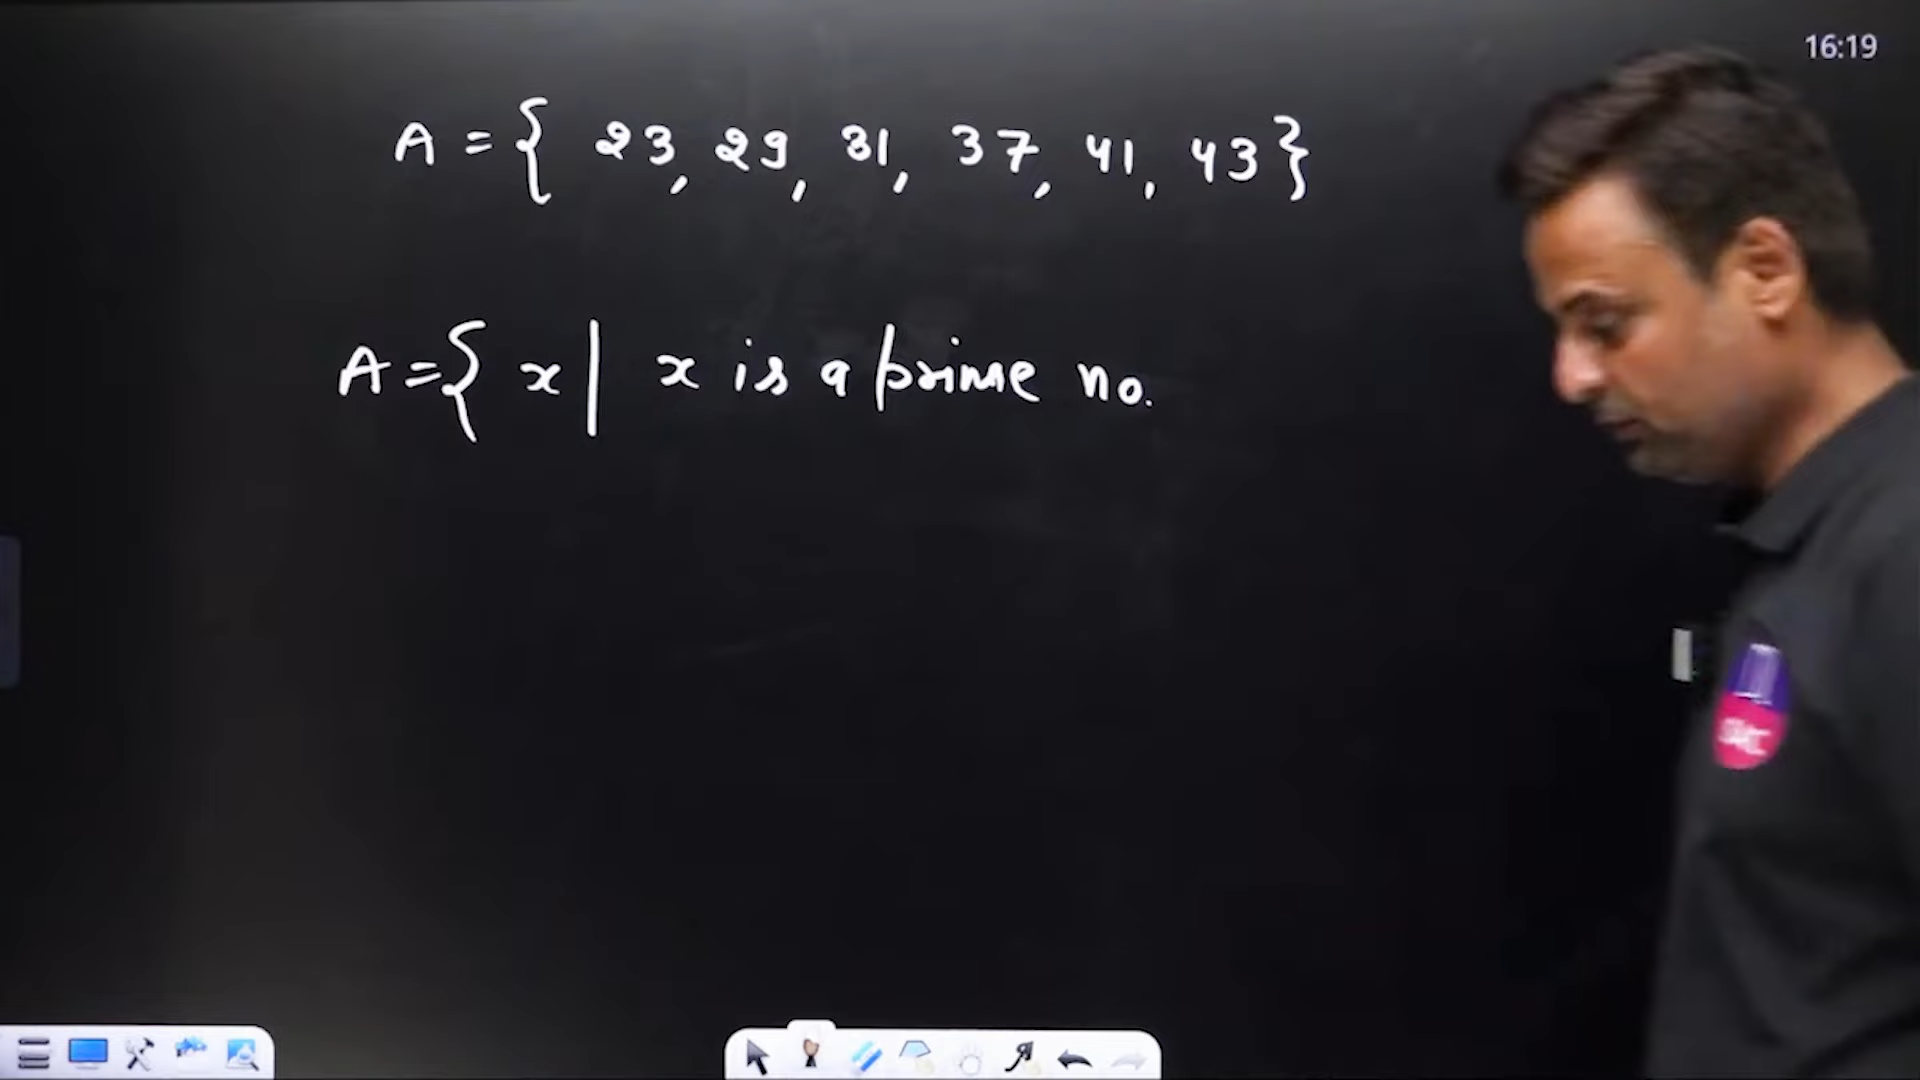 16:19
A = { 23, 29, 31, 37, 41, 43 }
A = { x | x is a prime no.